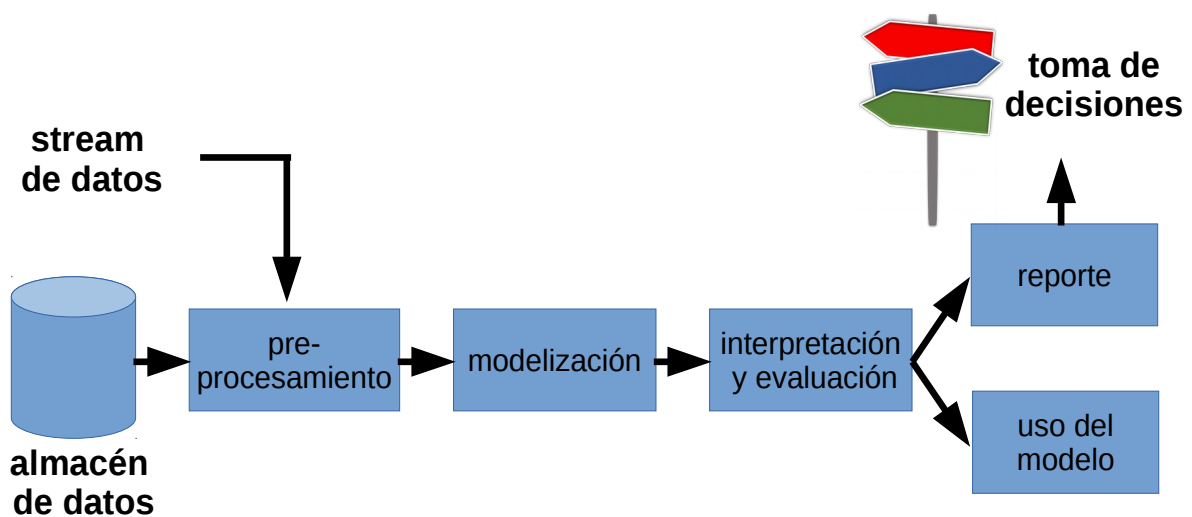 toma de
decisiones
stream
de datos
reporte
pre-
procesamiento
modelización
interpretación
y evaluación
uso del
modelo
almacén
de datos